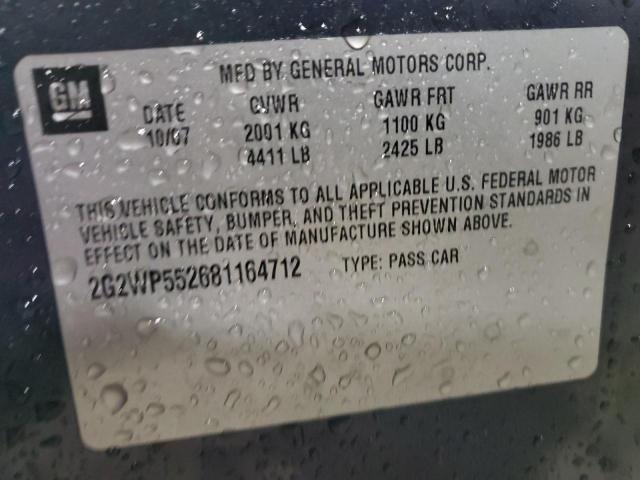 GM
MFD BY GENERAL MOTORS CORP.
DATE GVWR GAWR FRT GAWR RR
10/07 2001 KG 1100 KG 901 KG
4411 LB 2425 LB 1986 LB
THIS VEHICLE CONFORMS TO ALL APPLICABLE U.S. FEDERAL MOTOR
VEHICLE SAFETY, BUMPER, AND THEFT PREVENTION STANDARDS IN
EFFECT ON THE DATE OF MANUFACTURE SHOWN ABOVE.
2G2WP552681164712 TYPE: PASS CAR